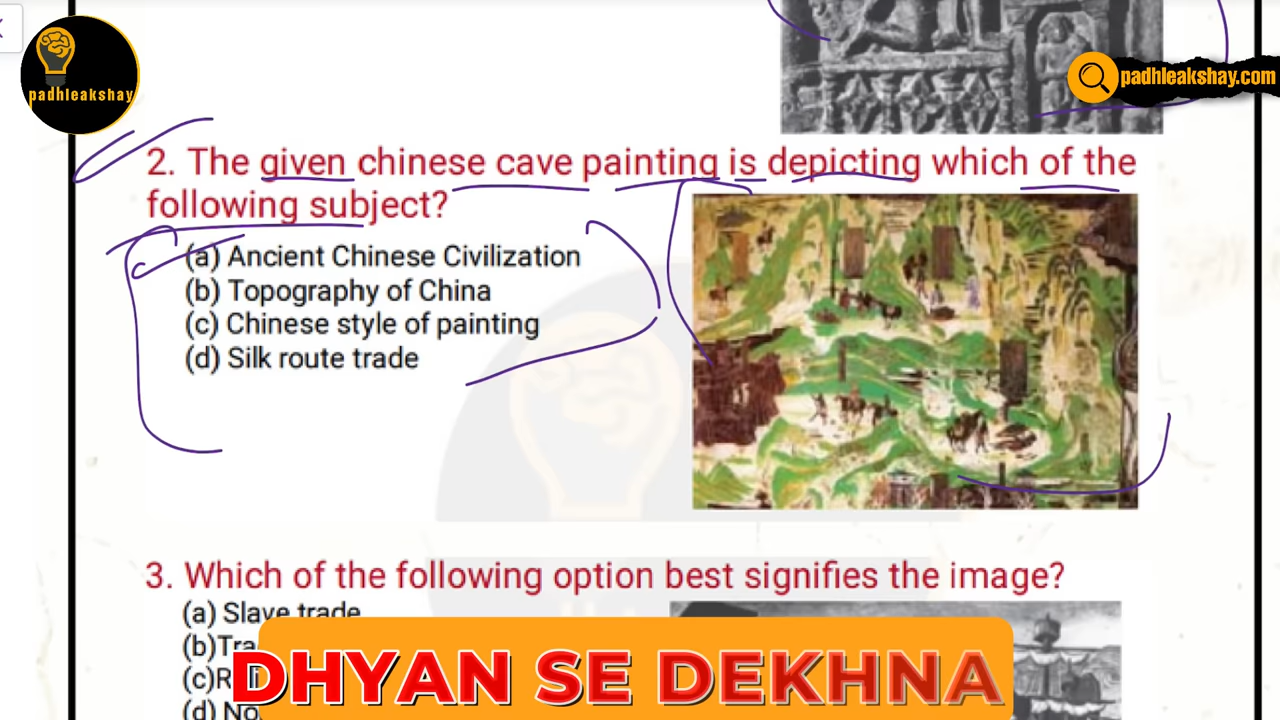 padhleakshay
padhleakshay.com
2. The given chinese cave painting is depicting which of the
following subject?
(a) Ancient Chinese Civilization
(b) Topography of China
(c) Chinese style of painting
(d) Silk route trade
3. Which of the following option best signifies the image?
(a) Slave trade
(b)
(c)
(d)
DHYAN SE DEKHNA